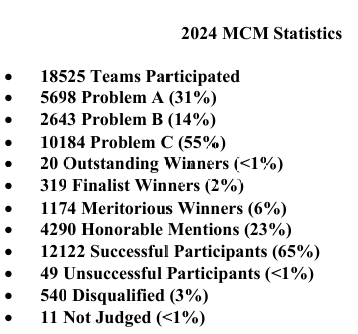 2024 MCM Statistics
• 18525 Teams Participated
• 5698 Problem A (31%)
• 2643 Problem B (14%)
• 10184 Problem C (55%)
• 20 Outstanding Winners (<1%)
• 319 Finalist Winners (2%)
• 1174 Meritorious Winners (6%)
• 4290 Honorable Mentions (23%)
• 12122 Successful Participants (65%)
• 49 Unsuccessful Participants (<1%)
• 540 Disqualified (3%)
• 11 Not Judged (<1%)